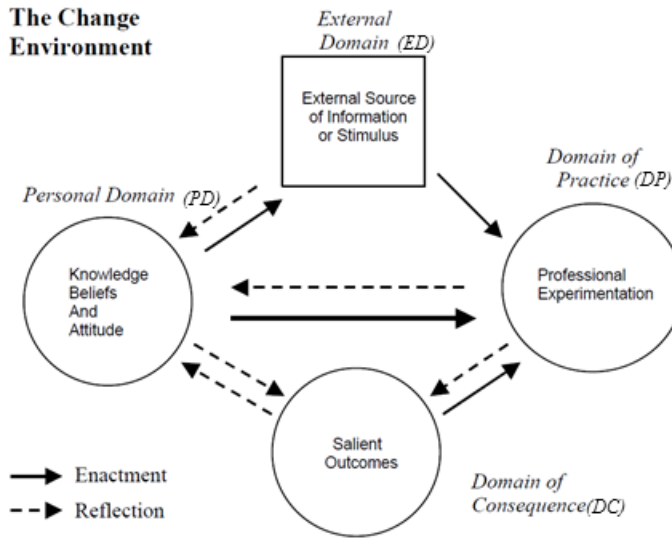 The Change
Environment
External
Domain (ED)
External Source
of Information
or Stimulus
Domain of
Practice (DP)
Personal Domain (PD)
Knowledge
Beliefs
And
Attitude
Professional
Experimentation
Salient
Outcomes
Enactment
Reflection
Domain of
Consequence(DC)